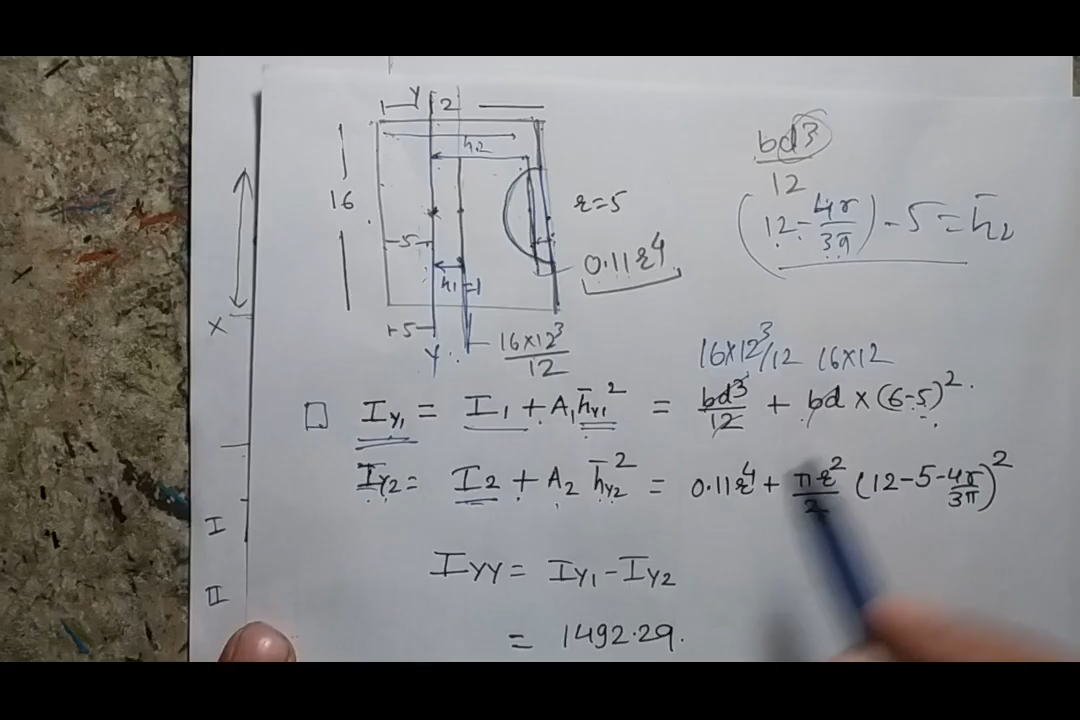 Y 2
1
h2
bd3
12
16
r=5
(12-4r/3π)-5=h̄2
5
0.11r⁴
h1=1
X
5
Y
16×12³
12
16×12³/12 16×12
□ Iy1 = I1 + A1h̄y1² = bd³/12 + bd×(6-5)².
Iy2 = I2 + A2 h̄y2² = 0.11r⁴ + πr²/2 (12-5-4r/3π)²
I
IYY = IY1-IY2
II
= 1492.29.